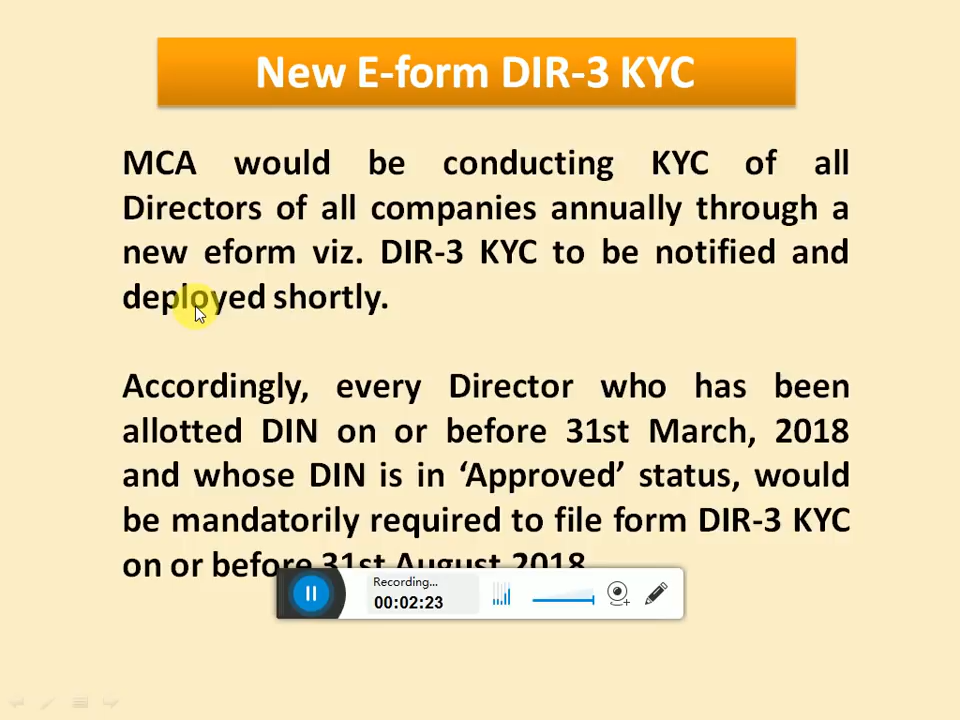 New E-form DIR-3 KYC
MCA would be conducting KYC of all
Directors of all companies annually through a
new eform viz. DIR-3 KYC to be notified and
deployed shortly.
Accordingly, every Director who has been
allotted DIN on or before 31st March, 2018
and whose DIN is in ‘Approved’ status, would
be mandatorily required to file form DIR-3 KYC
on or before 31st August 2018
Recording...
00:02:23